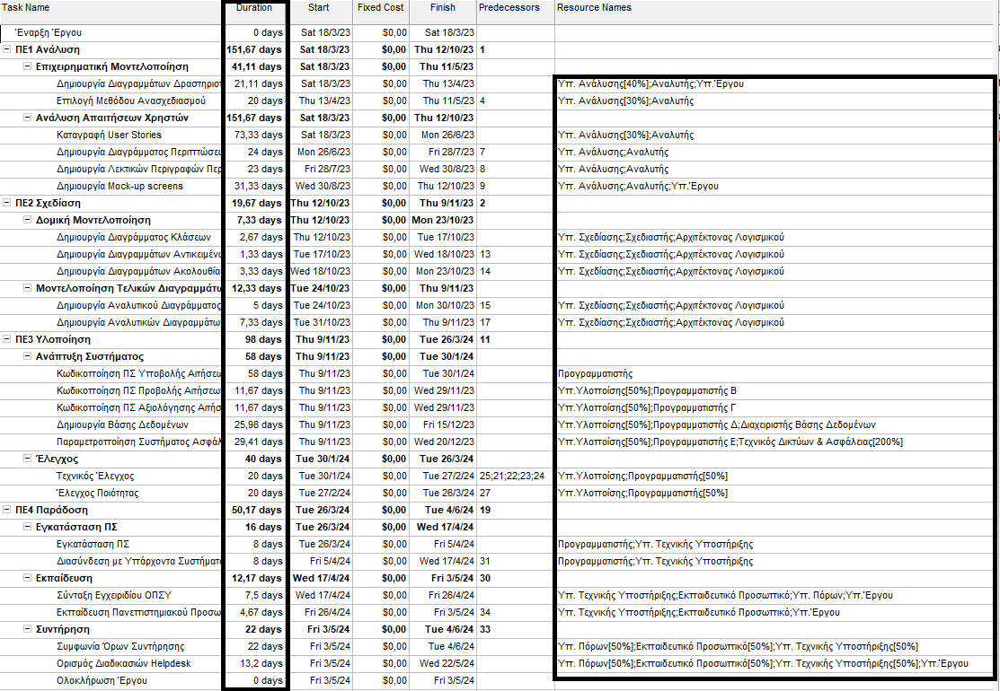 Task Name Duration Start Fixed Cost Finish Predecessors Resource Names
Έναρξη Έργου 0 days Sat 18/3/23 $0,00 Sat 18/3/23
ΠΕ1 Ανάλυση 151,67 days Sat 18/3/23 $0,00 Thu 12/10/23 1
Επιχειρηματική Μοντελοποίηση 41,11 days Sat 18/3/23 $0,00 Thu 11/5/23
Δημιουργία Διαγραμμάτων Δραστηριοτ 21,11 days Sat 18/3/23 $0,00 Thu 13/4/23 Υπ. Ανάλυσης[40%];Αναλυτής;Υπ.Έργου
Επιλογή Μεθόδου Ανασχεδιασμού 20 days Thu 13/4/23 $0,00 Thu 11/5/23 4 Υπ. Ανάλυσης[30%];Αναλυτής
Ανάλυση Απαιτήσεων Χρηστών 151,67 days Sat 18/3/23 $0,00 Thu 12/10/23
Καταγραφή User Stories 73,33 days Sat 18/3/23 $0,00 Mon 26/6/23 Υπ. Ανάλυσης[30%];Αναλυτής
Δημιουργία Διαγράμματος Περιπτώσεω 24 days Mon 26/6/23 $0,00 Fri 28/7/23 7 Υπ. Ανάλυσης;Αναλυτής
Δημιουργία Λεκτικών Περιγραφών Περ 23 days Fri 28/7/23 $0,00 Wed 30/8/23 8 Υπ. Ανάλυσης;Αναλυτής
Δημιουργία Mock-up screens 31,33 days Wed 30/8/23 $0,00 Thu 12/10/23 9 Υπ. Ανάλυσης;Αναλυτής;Υπ.Έργου
ΠΕ2 Σχεδίαση 19,67 days Thu 12/10/23 $0,00 Thu 9/11/23 2
Δομική Μοντελοποίηση 7,33 days Thu 12/10/23 $0,00 Mon 23/10/23
Δημιουργία Διαγράμματος Κλάσεων 2,67 days Thu 12/10/23 $0,00 Tue 17/10/23 Υπ. Σχεδίασης;Σχεδιαστής;Αρχιτέκτονας Λογισμικού
Δημιουργία Διαγραμμάτων Αντικειμένω 1,33 days Tue 17/10/23 $0,00 Wed 18/10/23 13 Υπ. Σχεδίασης;Σχεδιαστής;Αρχιτέκτονας Λογισμικού
Δημιουργία Διαγραμμάτων Ακολουθία 3,33 days Wed 18/10/23 $0,00 Mon 23/10/23 14 Υπ. Σχεδίασης;Σχεδιαστής;Αρχιτέκτονας Λογισμικού
Μοντελοποίηση Τελικών Διαγραμμάτω 12,33 days Tue 24/10/23 $0,00 Thu 9/11/23
Δημιουργία Αναλυτικού Διαγράμματος 5 days Tue 24/10/23 $0,00 Mon 30/10/23 15 Υπ. Σχεδίασης;Σχεδιαστής;Αρχιτέκτονας Λογισμικού
Δημιουργία Αναλυτικών Διαγραμμάτω 7,33 days Tue 31/10/23 $0,00 Thu 9/11/23 17 Υπ. Σχεδίασης;Σχεδιαστής;Αρχιτέκτονας Λογισμικού
ΠΕ3 Υλοποίηση 98 days Thu 9/11/23 $0,00 Tue 26/3/24 11
Ανάπτυξη Συστήματος 58 days Thu 9/11/23 $0,00 Tue 30/1/24
Κωδικοποίηση ΠΣ Υποβολής Αιτήσεω 58 days Thu 9/11/23 $0,00 Tue 30/1/24 Προγραμματιστής
Κωδικοποίηση ΠΣ Προβολής Αιτήσεω 11,67 days Thu 9/11/23 $0,00 Wed 29/11/23 Υπ.Υλοποίσης[50%];Προγραμματιστής Β
Κωδικοποίηση ΠΣ Αξιολόγησης Αιτήσ 11,67 days Thu 9/11/23 $0,00 Wed 29/11/23 Υπ.Υλοποίσης[50%];Προγραμματιστής Γ
Δημιουργία Βάσης Δεδομένων 25,98 days Thu 9/11/23 $0,00 Fri 15/12/23 Υπ.Υλοποίσης[50%];Προγραμματιστής Δ;Διαχειριστής Βάσης Δεδομένων
Παραμετροποίηση Συστήματος Ασφάλ 29,41 days Thu 9/11/23 $0,00 Wed 20/12/23 Υπ.Υλοποίσης[50%];Προγραμματιστής Ε;Τεχνικός Δικτύων & Ασφάλειας[200%]
Έλεγχος 40 days Tue 30/1/24 $0,00 Tue 26/3/24
Τεχνικός Έλεγχος 20 days Tue 30/1/24 $0,00 Tue 27/2/24 25;21;22;23;24 Υπ.Υλοποίσης;Προγραμματιστής[50%]
Έλεγχος Ποιότητας 20 days Tue 27/2/24 $0,00 Tue 26/3/24 27 Υπ.Υλοποίσης;Προγραμματιστής[50%]
ΠΕ4 Παράδοση 50,17 days Tue 26/3/24 $0,00 Tue 4/6/24 19
Εγκατάσταση ΠΣ 16 days Tue 26/3/24 $0,00 Wed 17/4/24
Εγκατάσταση ΠΣ 8 days Tue 26/3/24 $0,00 Fri 5/4/24 Προγραμματιστής;Υπ. Τεχνικής Υποστήριξης
Διασύνδεση με Υπάρχοντα Συστήματα 8 days Fri 5/4/24 $0,00 Wed 17/4/24 31 Προγραμματιστής;Υπ. Τεχνικής Υποστήριξης
Εκπαίδευση 12,17 days Wed 17/4/24 $0,00 Fri 3/5/24 30
Σύνταξη Εγχειριδίου ΟΠΣΥ 7,5 days Wed 17/4/24 $0,00 Fri 26/4/24 Υπ. Τεχνικής Υποστήριξης;Εκπαιδευτικό Προσωπικό;Υπ. Πόρων;Υπ.Έργου
Εκπαίδευση Πανεπιστημιακού Προσω 4,67 days Fri 26/4/24 $0,00 Fri 3/5/24 34 Υπ. Τεχνικής Υποστήριξης;Εκπαιδευτικό Προσωπικό;Υπ.Έργου
Συντήρηση 22 days Fri 3/5/24 $0,00 Tue 4/6/24 33
Συμφωνία Όρων Συντήρησης 22 days Fri 3/5/24 $0,00 Tue 4/6/24 Υπ. Πόρων[50%];Εκπαιδευτικό Προσωπικό[50%];Υπ. Τεχνικής Υποστήριξης[50%]
Ορισμός Διαδικασιών Helpdesk 13,2 days Fri 3/5/24 $0,00 Wed 22/5/24 Υπ. Πόρων[50%];Εκπαιδευτικό Προσωπικό[50%];Υπ. Τεχνικής Υποστήριξης[50%];Υπ.Έργου
Ολοκλήρωση Έργου 0 days Fri 3/5/24 $0,00 Fri 3/5/24